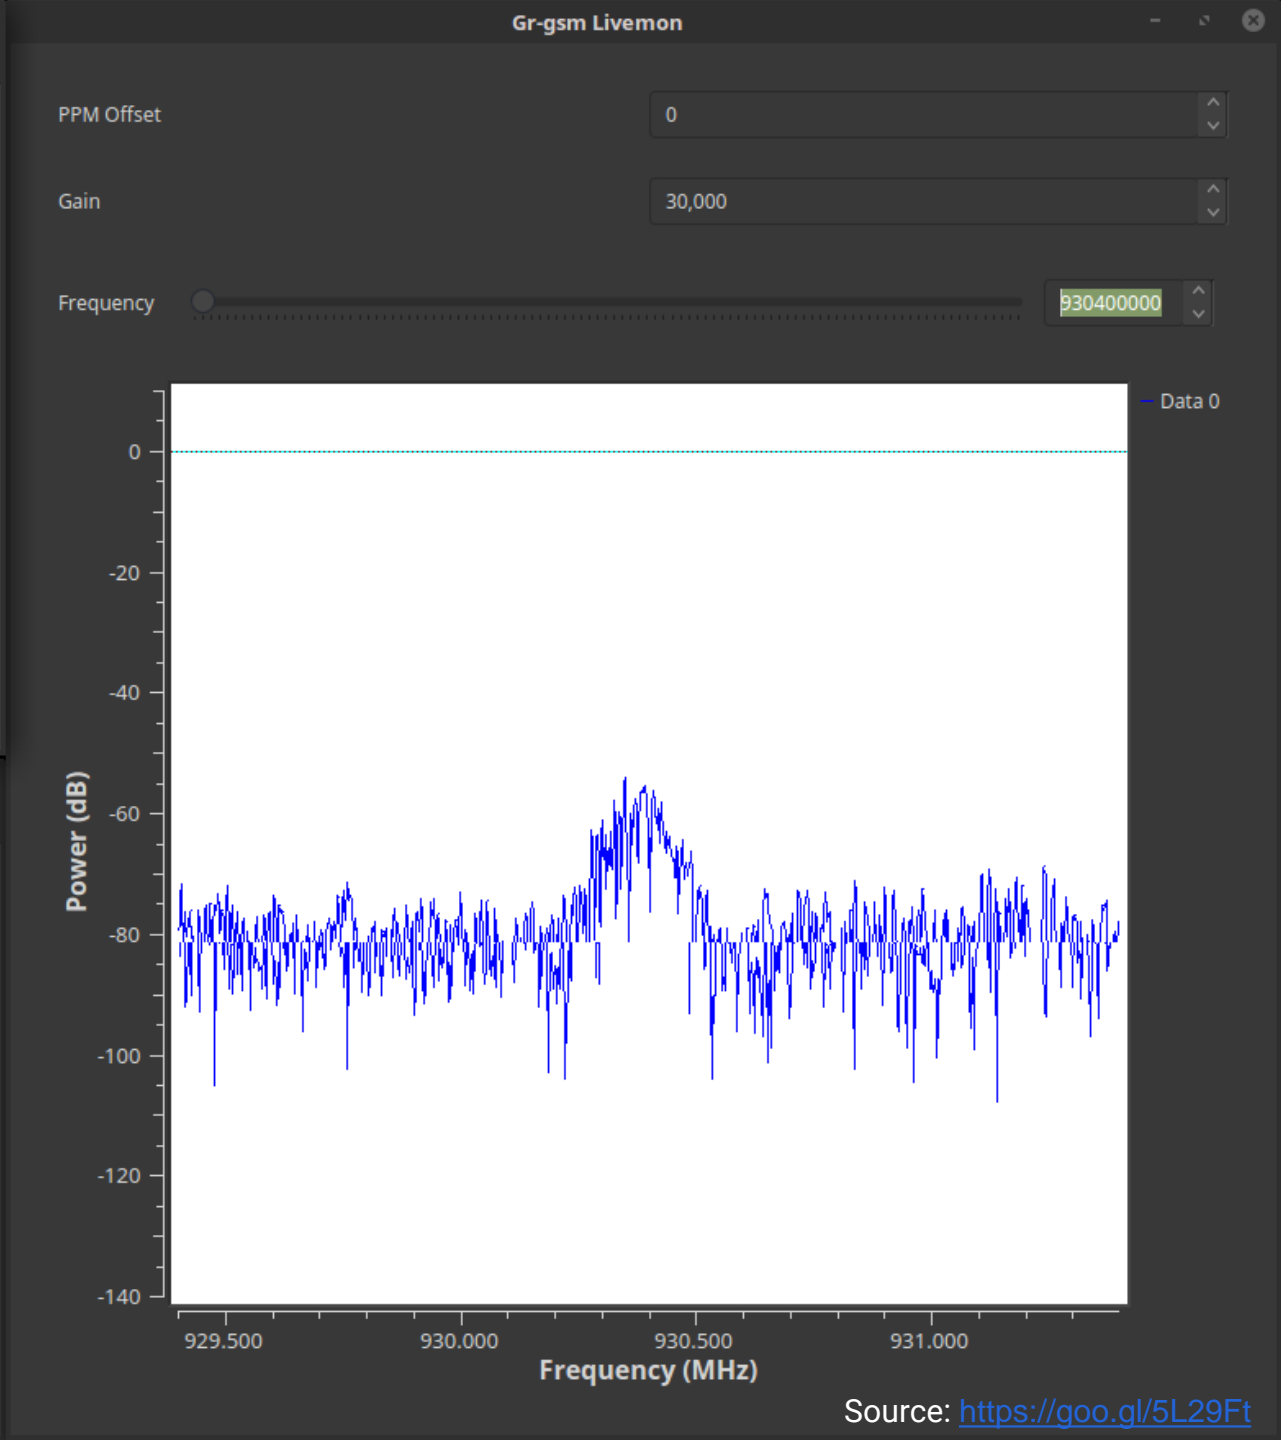 Gr-gsm Livemon
PPM Offset
0
Gain
30,000
Frequency
930400000
Data 0
0
-20
-40
-60
-80
-100
-120
-140
Power (dB)
929.500
930.000
930.500
931.000
Frequency (MHz)
Source: https://goo.gl/5L29Ft